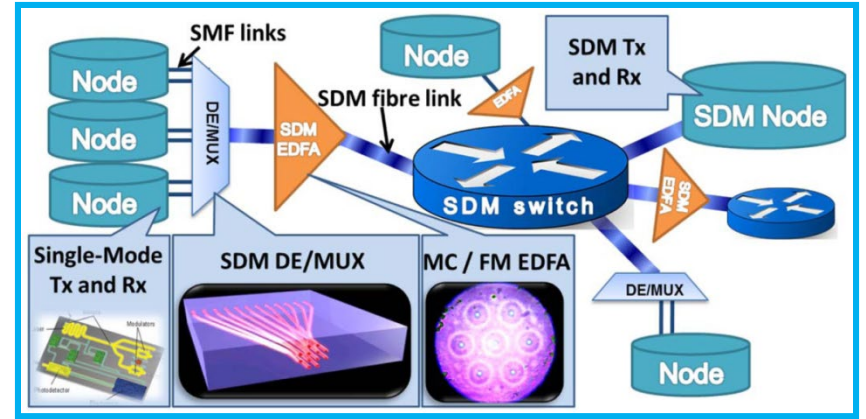 SMF links
Node
Node
Node
DE/MUX
SDM
EDFA
SDM fibre link
Node
EDFA
SDM Tx
and Rx
SDM Node
SDM switch
SDM
EDFA
Single-Mode
Tx and Rx
Modulators
SDM DE/MUX
MC / FM EDFA
DE/MUX
Node